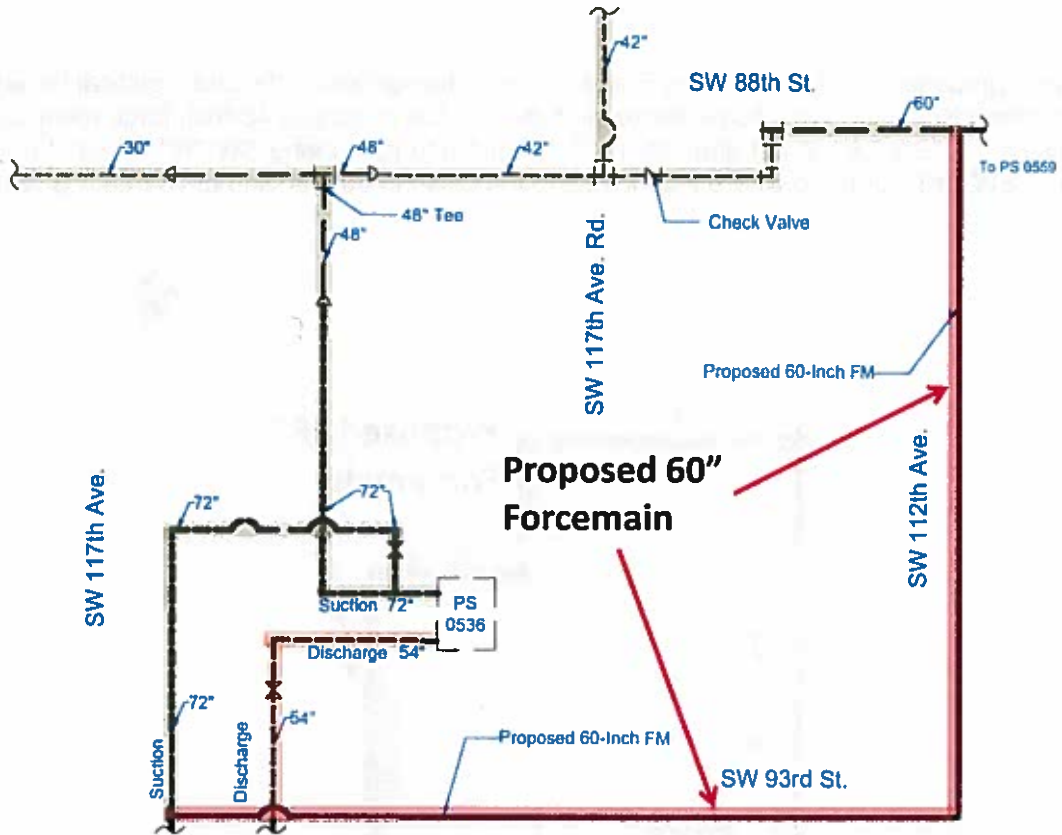 42"
SW 88th St.
60"
30"
48"
42"
To PS 0559
48" Tee
Check Valve
48"
SW 117th Ave. Rd.
Proposed 60-Inch FM
SW 117th Ave.
SW 112th Ave.
Proposed 60"
Forcemain
72"
72"
Suction 72"
PS
0536
Discharge 54"
72"
54"
Suction
Discharge
Proposed 60-Inch FM
SW 93rd St.